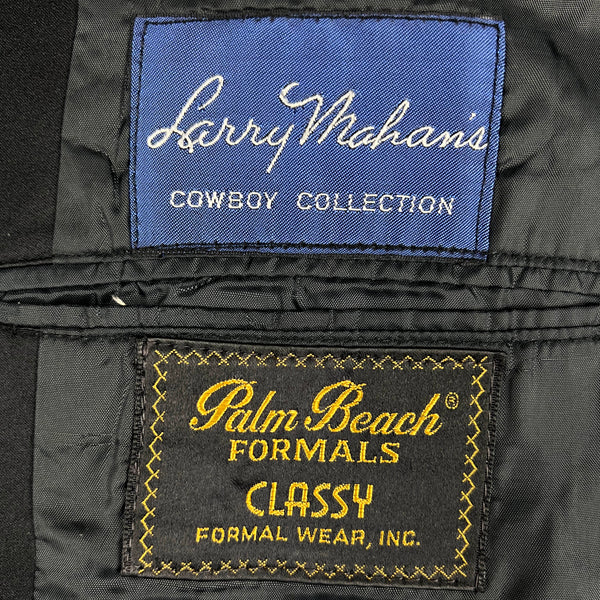 Larry Mahan's
COWBOY COLLECTION
Palm Beach®
FORMALS
CLASSY
FORMAL WEAR, INC.